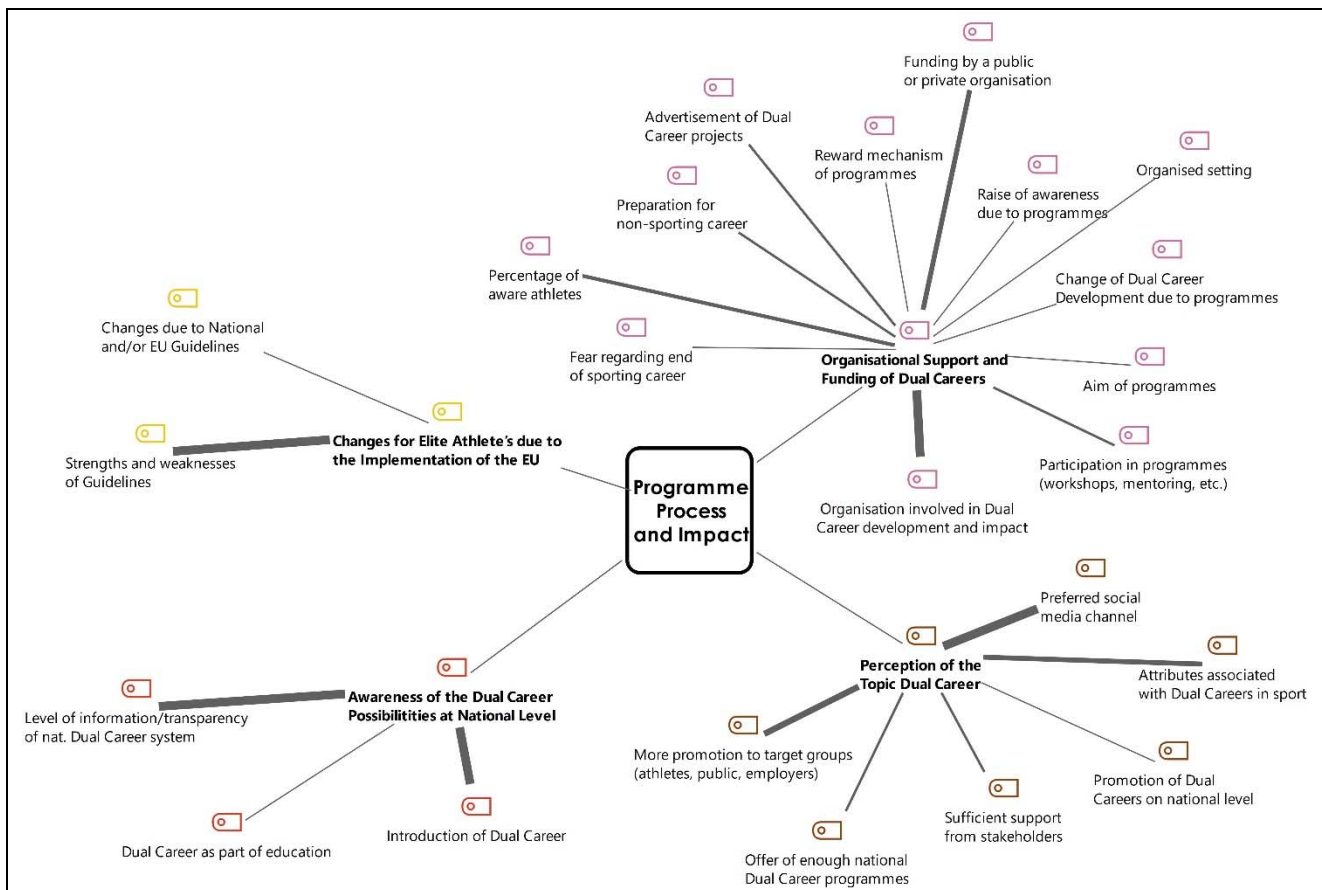 Funding by a public
or private organisation
Advertisement of Dual
Career projects
Reward mechanism
of programmes
Organised setting
Raise of awareness
due to programmes
Preparation for
non-sporting career
Percentage of
aware athletes
Change of Dual Career
Development due to programmes
Changes due to National
and/or EU Guidelines
Fear regarding end
of sporting career
Organisational Support and
Funding of Dual Careers
Aim of programmes
Changes for Elite Athlete's due to
the Implementation of the EU
Strengths and weaknesses
of Guidelines
Participation in programmes
(workshops, mentoring, etc.)
Programme
Process
and Impact
Organisation involved in Dual
Career development and impact
Preferred social
media channel
Perception of the
Topic Dual Career
Attributes associated
with Dual Careers in sport
Awareness of the Dual Career
Possibilitities at National Level
Level of information/transparency
of nat. Dual Career system
More promotion to target groups
(athletes, public, employers)
Promotion of Dual
Careers on national level
Sufficient support
from stakeholders
Introduction of Dual Career
Dual Career as part of education
Offer of enough national
Dual Career programmes